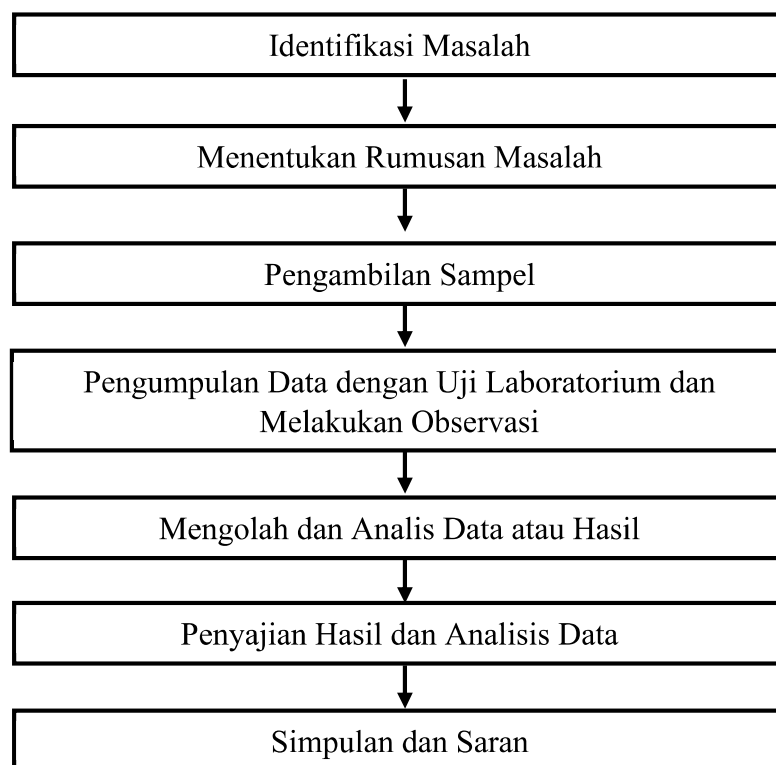 Identifikasi Masalah
Menentukan Rumusan Masalah
Pengambilan Sampel
Pengumpulan Data dengan Uji Laboratorium dan
Melakukan Observasi
Mengolah dan Analis Data atau Hasil
Penyajian Hasil dan Analisis Data
Simpulan dan Saran